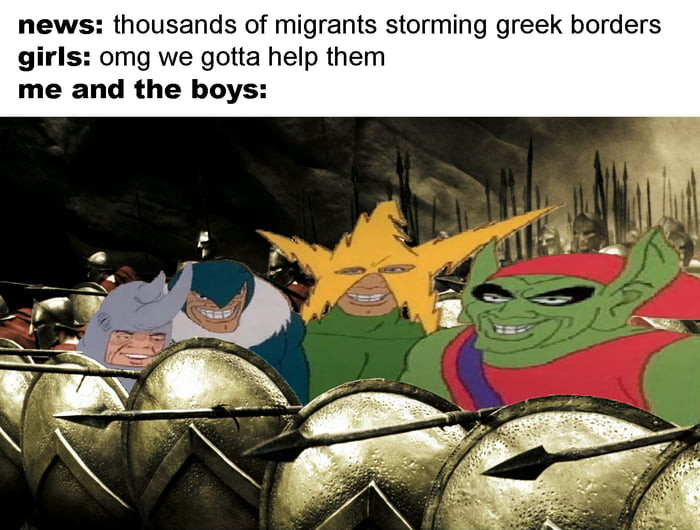 news: thousands of migrants storming greek borders
girls: omg we gotta help them
me and the boys: